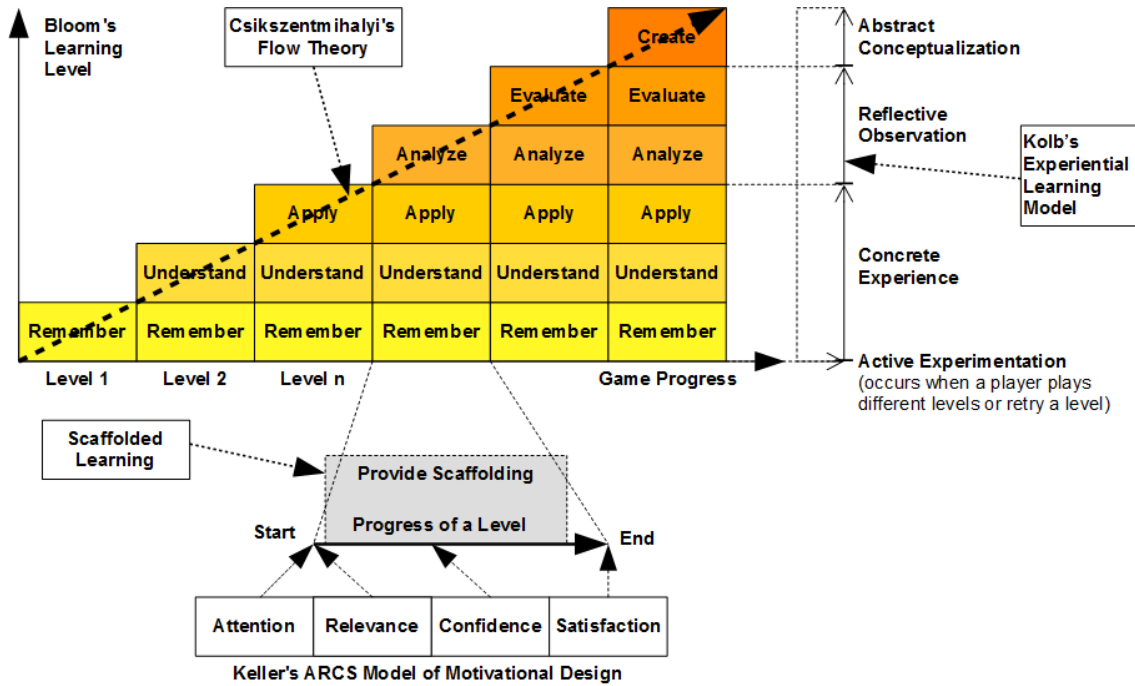 Bloom's
Learning
Level
Csikszentmihalyi's
Flow Theory
Create
Evaluate Evaluate
Analyze Analyze Analyze
Apply Apply Apply Apply
Understand Understand Understand Understand Understand
Remember Remember Remember Remember Remember Remember
Level 1 Level 2 Level n Game Progress
Abstract
Conceptualization
Reflective
Observation
Kolb's
Experiential
Learning
Model
Concrete
Experience
Active Experimentation
(occurs when a player plays
different levels or retry a level)
Scaffolded
Learning
Provide Scaffolding
Progress of a Level
Start
End
Attention Relevance Confidence Satisfaction
Keller's ARCS Model of Motivational Design